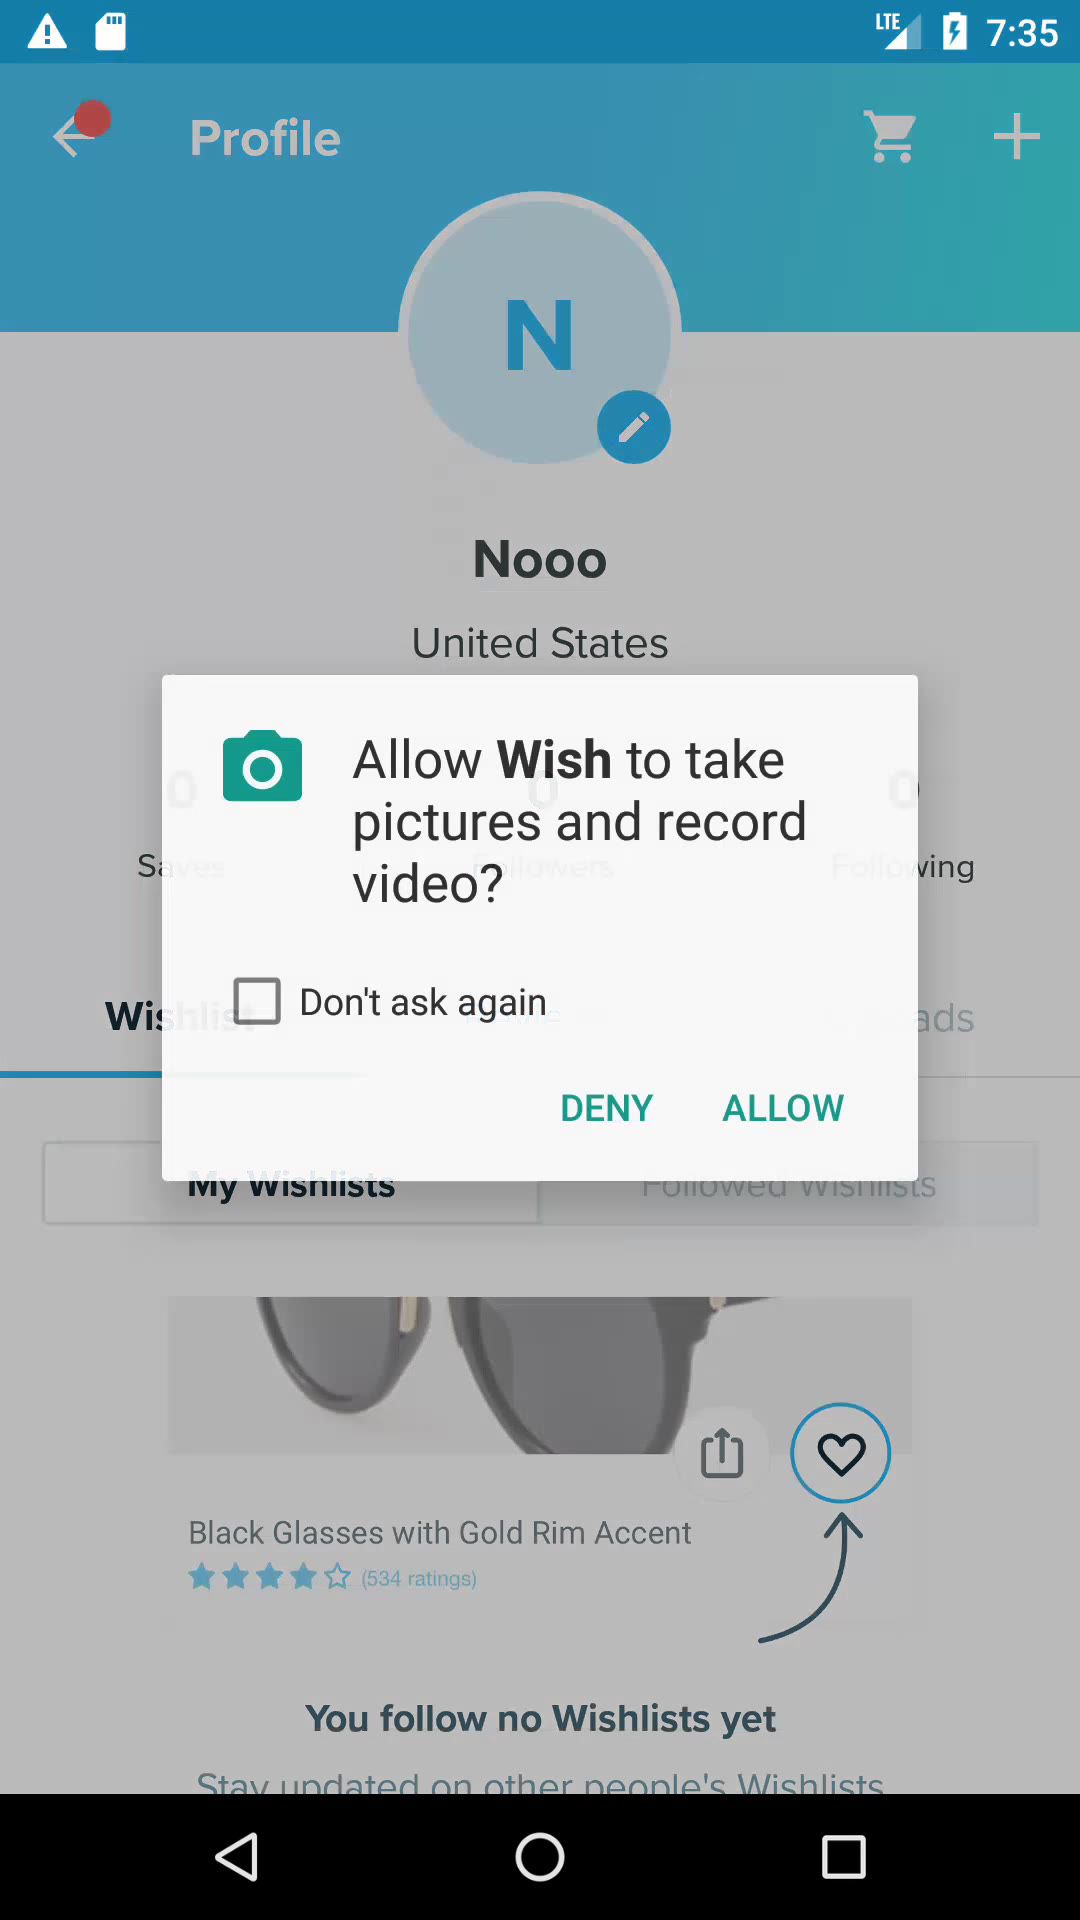 LTE 7:35
Profile
N
Nooo
United States
Allow Wish to take
pictures and record
video?
0 0 0
Saves Followers Following
Don't ask again
Wishlist
DENY ALLOW
My Wishlists Followed Wishlists
Black Glasses with Gold Rim Accent
(534 ratings)
You follow no Wishlists yet
Stay updated on other people's Wishlists